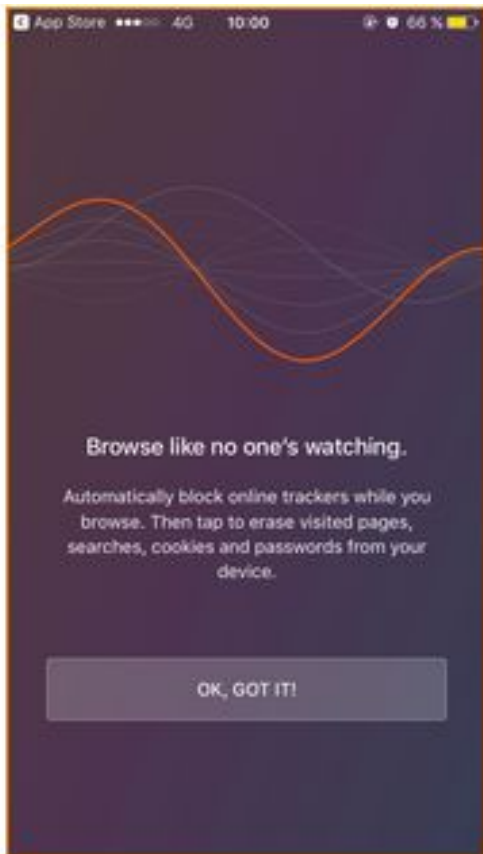 App Store 4G 10:00 66 %
Browse like no one's watching.
Automatically block online trackers while you
browse. Then tap to erase visited pages,
searches, cookies and passwords from your
device.
OK, GOT IT!